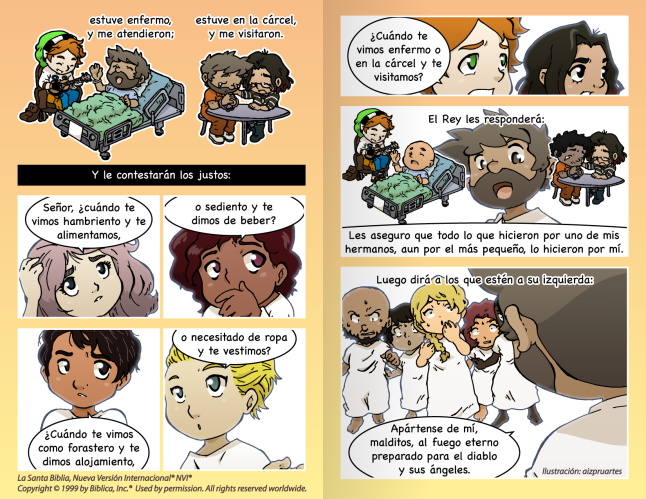 estuve enfermo,
y me atendieron;
estuve en la cárcel,
y me visitaron.
Y le contestarán los justos:
Señor, ¿cuándo te
vimos hambriento y te
alimentamos,
o sediento y te
dimos de beber?
¿Cuándo te vimos
como forastero y te
dimos alojamiento,
o necesitado de ropa
y te vestimos?
La Santa Biblia, Nueva Versión Internacional® NVI®
Copyright © 1999 by Biblica, Inc.® Used by permission. All rights reserved worldwide.
¿Cuándo te
vimos enfermo o
en la cárcel y te
visitamos?
El Rey les responderá:
Les aseguro que todo lo que hicieron por uno de mis
hermanos, aun por el más pequeño, lo hicieron por mí.
Luego dirá a los que estén a su izquierda:
Apártense de mí,
malditos, al fuego eterno
preparado para el diablo
y sus ángeles.
Ilustración: aizpruartes